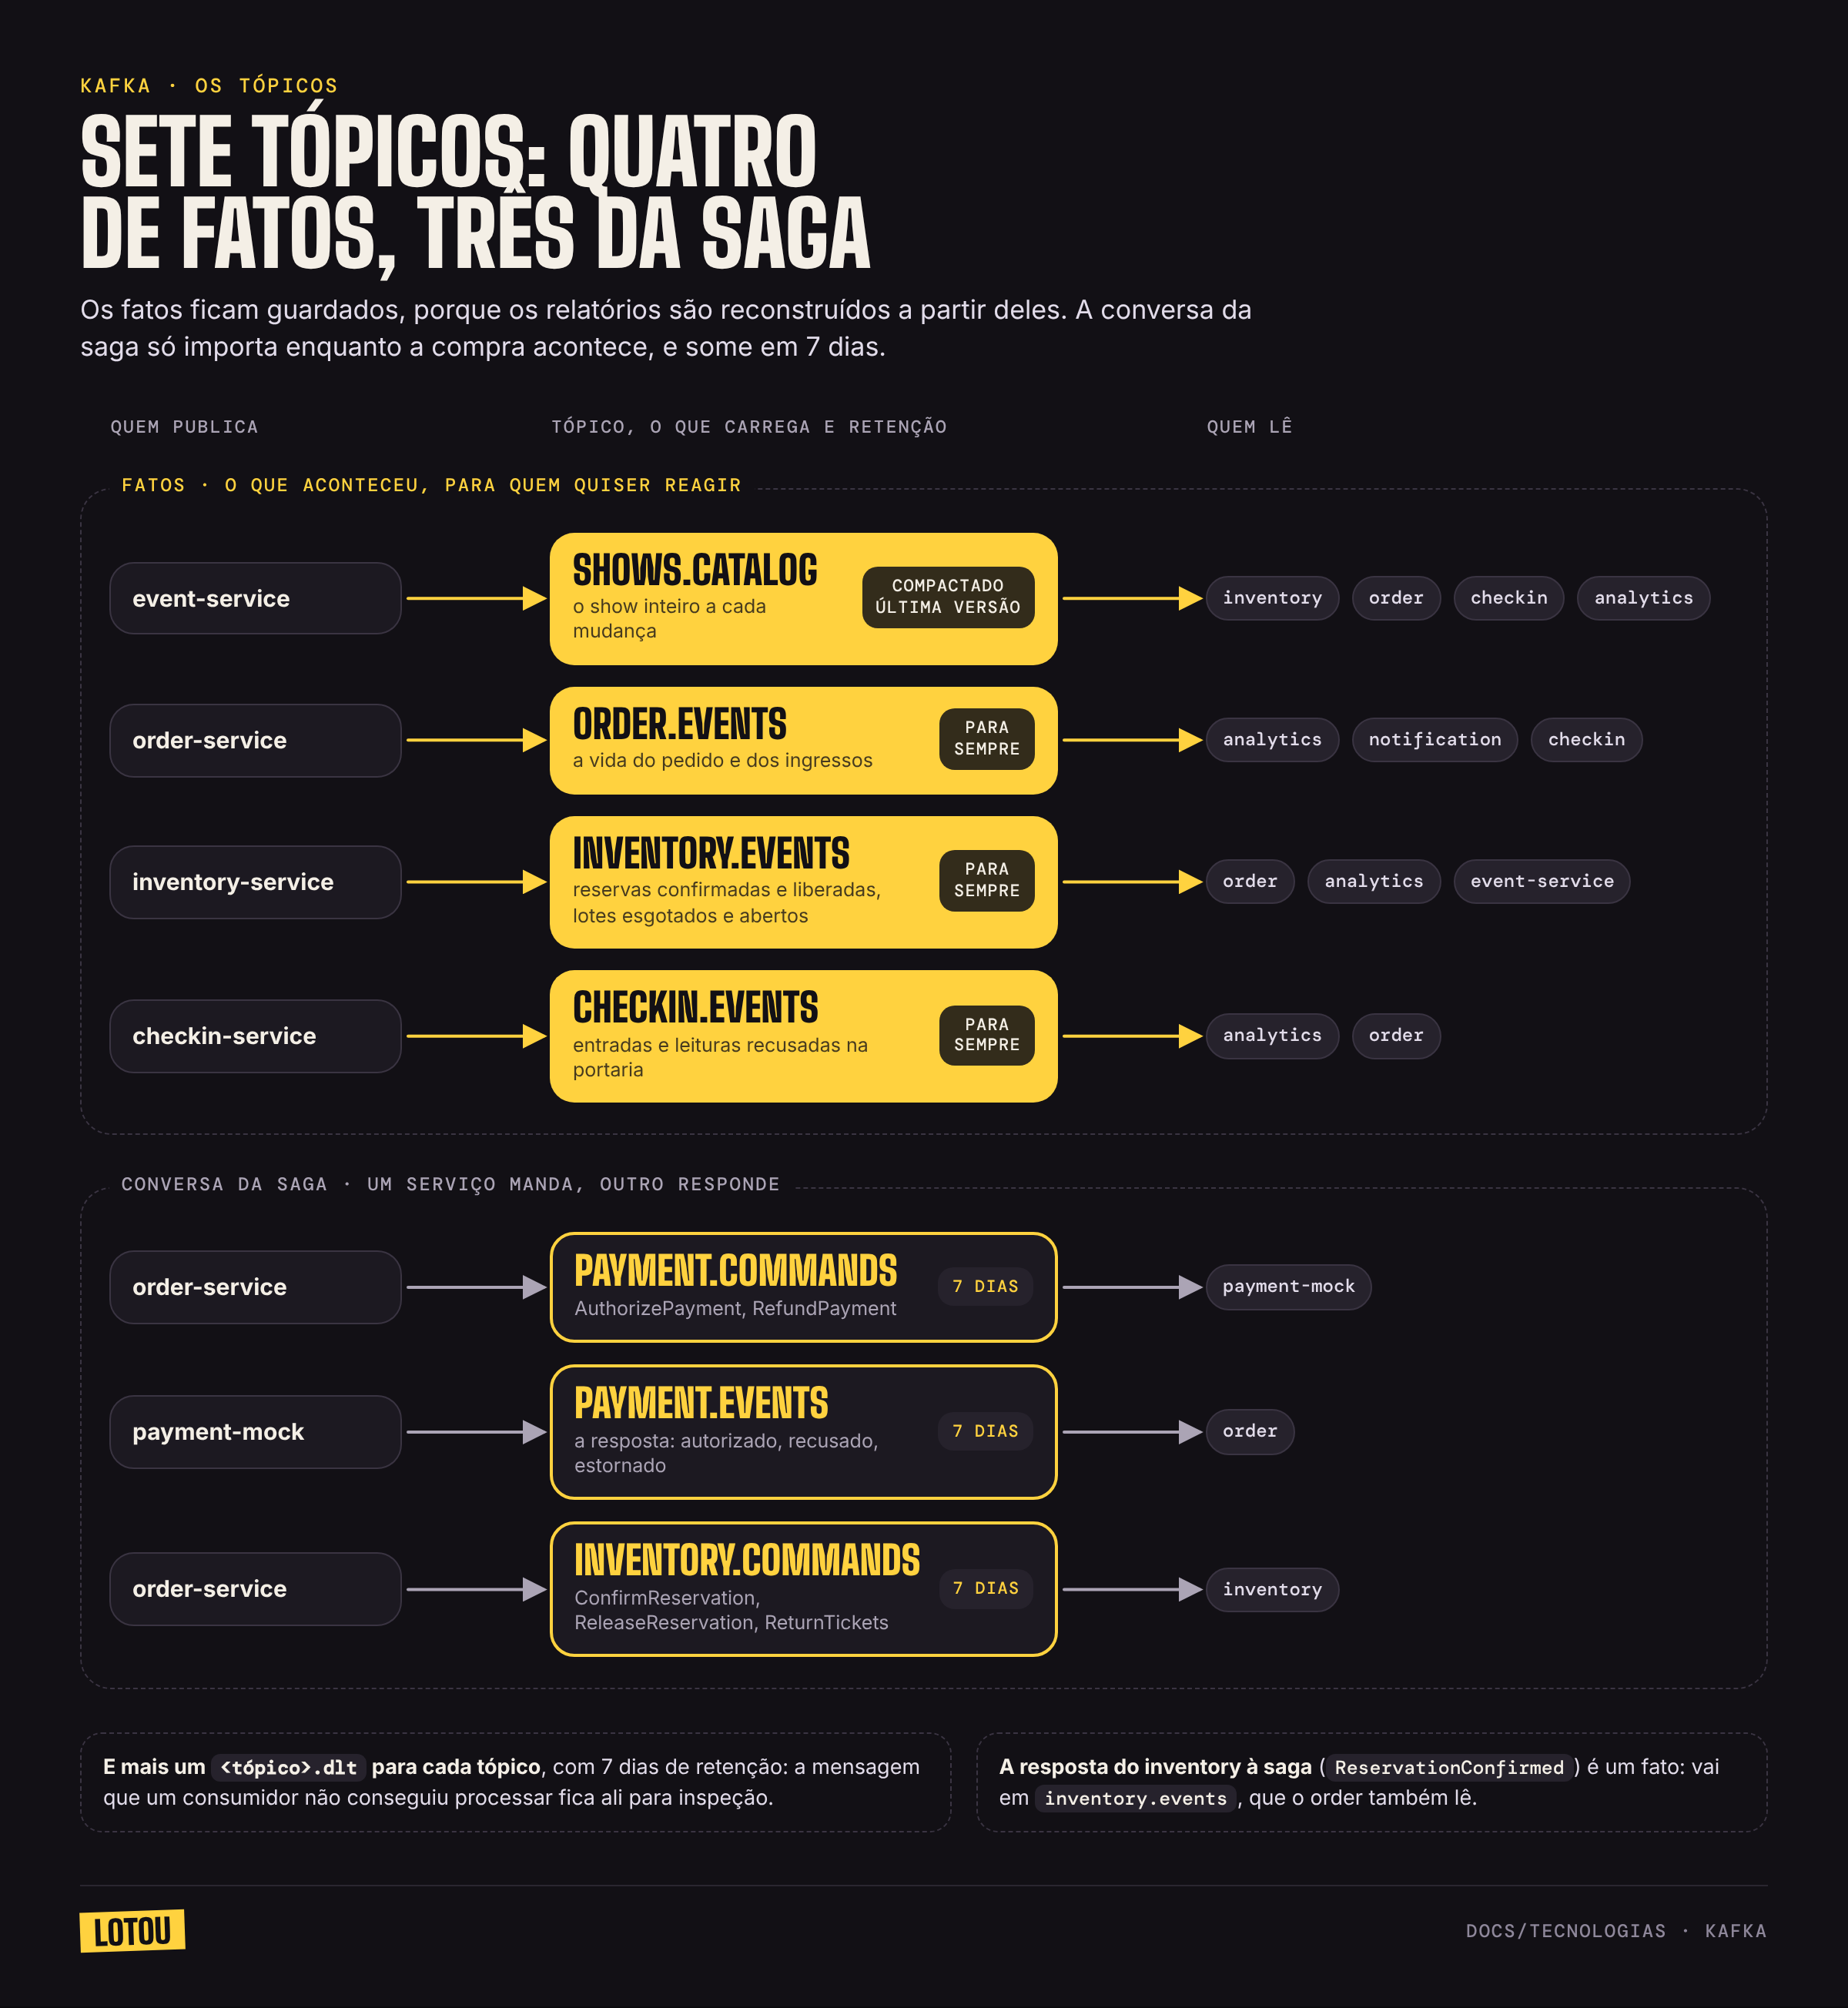 KAFKA · OS TÓPICOS
SETE TÓPICOS: QUATRO
DE FATOS, TRÊS DA SAGA
Os fatos ficam guardados, porque os relatórios são reconstruídos a partir deles. A conversa da
saga só importa enquanto a compra acontece, e some em 7 dias.
QUEM PUBLICA
TÓPICO, O QUE CARREGA E RETENÇÃO
QUEM LÊ
FATOS · O QUE ACONTECEU, PARA QUEM QUISER REAGIR
event-service
SHOWS.CATALOG
o show inteiro a cada
mudança
COMPACTADO
ÚLTIMA VERSÃO
inventory
order
checkin
analytics
order-service
ORDER.EVENTS
a vida do pedido e dos ingressos
PARA
SEMPRE
analytics
notification
checkin
inventory-service
INVENTORY.EVENTS
reservas confirmadas e liberadas,
lotes esgotados e abertos
PARA
SEMPRE
order
analytics
event-service
checkin-service
CHECKIN.EVENTS
entradas e leituras recusadas na
portaria
PARA
SEMPRE
analytics
order
CONVERSA DA SAGA · UM SERVIÇO MANDA, OUTRO RESPONDE
order-service
PAYMENT.COMMANDS
AuthorizePayment, RefundPayment
7 DIAS
payment-mock
payment-mock
PAYMENT.EVENTS
a resposta: autorizado, recusado,
estornado
7 DIAS
order
order-service
INVENTORY.COMMANDS
ConfirmReservation,
ReleaseReservation, ReturnTickets
7 DIAS
inventory
E mais um <tópico>.dlt para cada tópico, com 7 dias de retenção: a mensagem
que um consumidor não conseguiu processar fica ali para inspeção.
A resposta do inventory à saga (ReservationConfirmed) é um fato: vai
em inventory.events, que o order também lê.
LOTOU
DOCS/TECNOLOGIAS · KAFKA